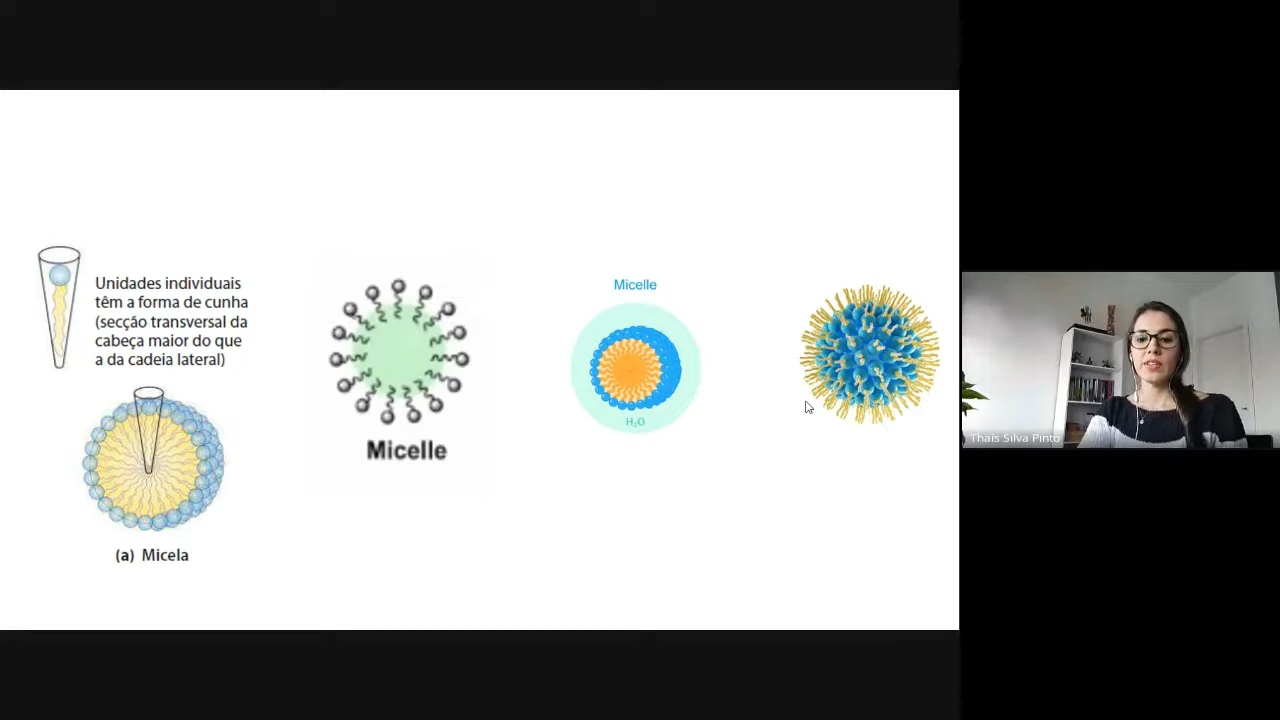 Unidades individuais
têm a forma de cunha
(secção transversal da
cabeça maior do que
a da cadeia lateral)
(a) Micela
Micelle
Micelle
H₂O
Thaís Silva Pinto